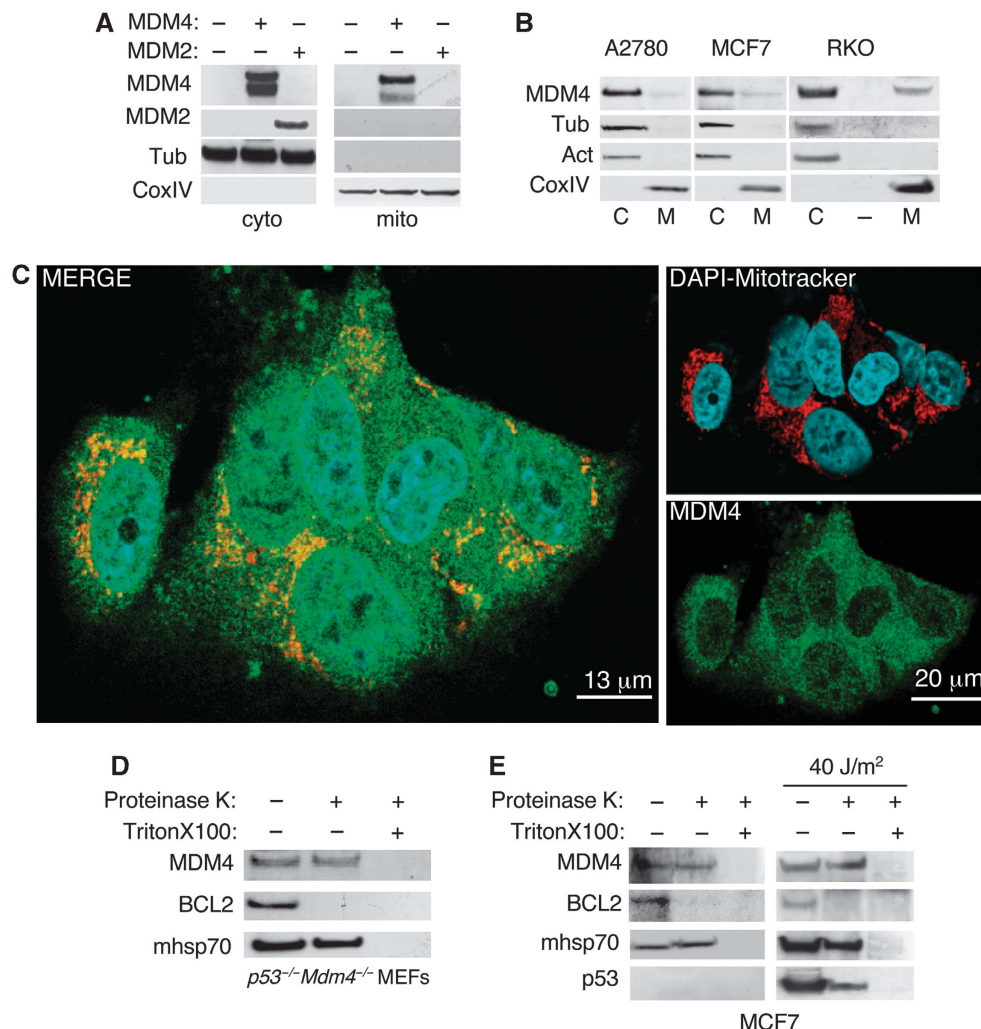 A
MDM4: – + – – + –
MDM2: – – + – – +
MDM4
MDM2
Tub
CoxIV
cyto mito
B
A2780 MCF7 RKO
MDM4
Tub
Act
CoxIV
C M C M C – M
C
MERGE
13 μm
DAPI-Mitotracker
MDM4
20 μm
D
Proteinase K: – + +
TritonX100: – – +
MDM4
BCL2
mhsp70
p53–/–Mdm4–/– MEFs
E
40 J/m²
Proteinase K: – + + – + +
TritonX100: – – + – – +
MDM4
BCL2
mhsp70
p53
MCF7